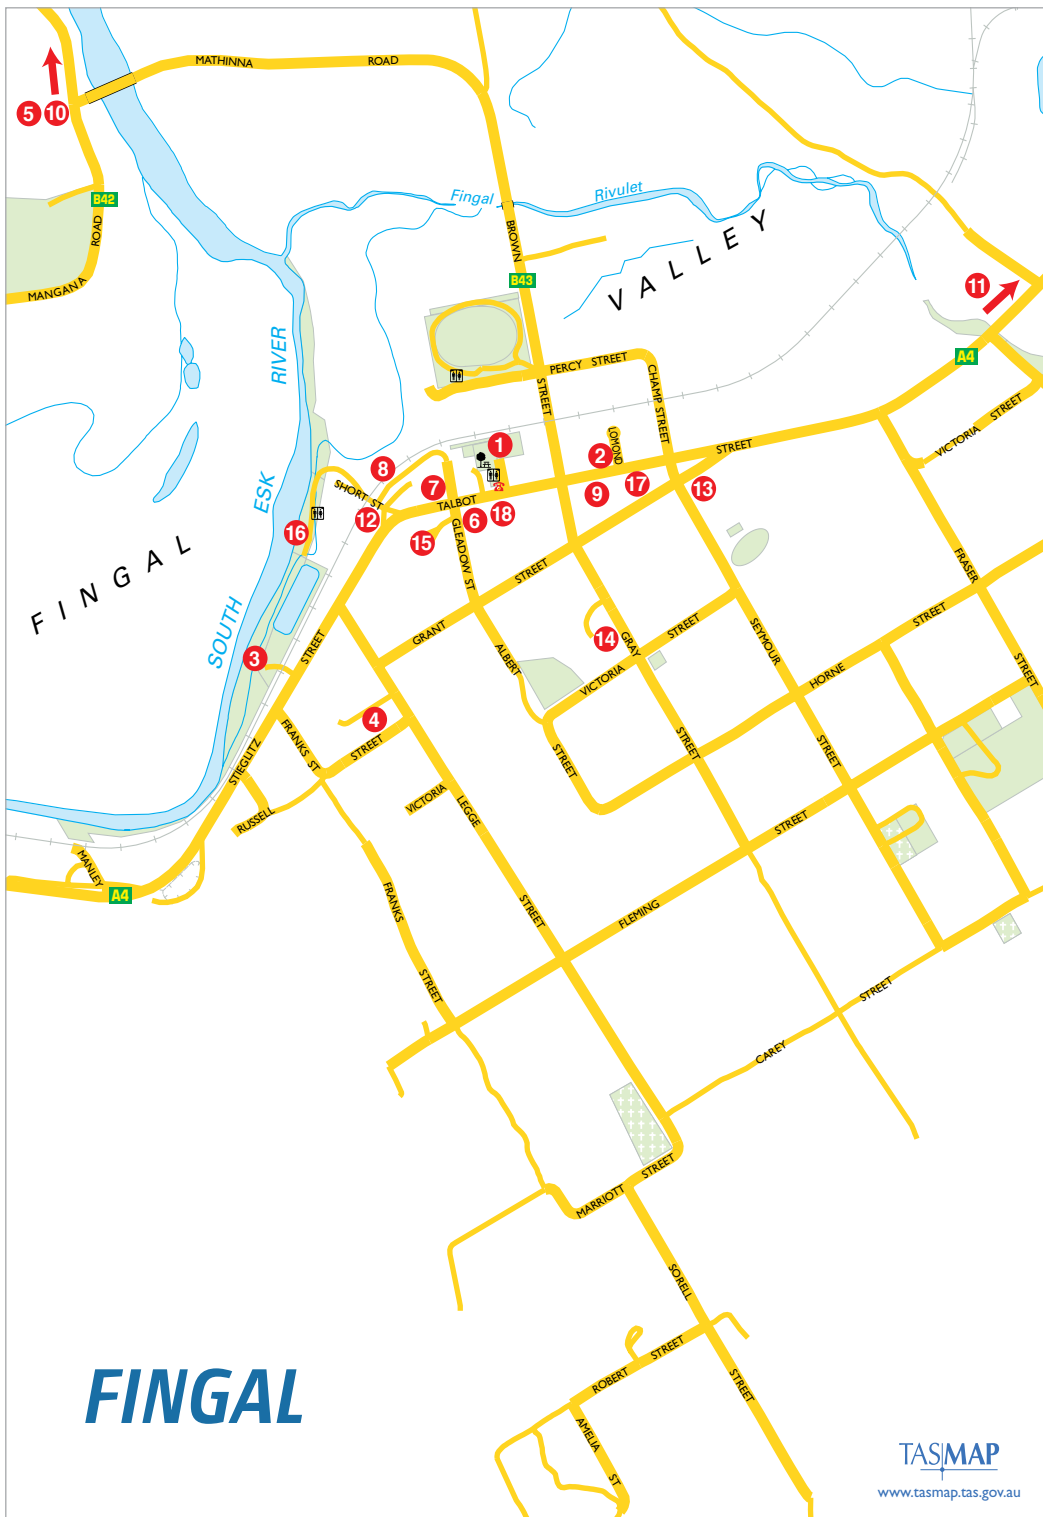 MATHINNA ROAD
5
10
B42
ROAD
MANGANA
Fingal Rivulet
BROWN
B43
VALLEY
11
A4
RIVER
PERCY STREET
STREET
CHAMP STREET
VICTORIA STREET
1
2
LOMOND
STREET
8
7
SHORT ST
TALBOT
9
17
13
ESK
12
6
18
16
15
GLEADOW ST
FINGAL
STREET
FRASER
SOUTH
STREET
GRANT
ALBERT
14
GRAY
STREET
SEYMOUR
STREET
3
VICTORIA
HORNE
STREET
4
FRANKS ST
STREET
STIEGLITZ
STREET
STREET
STREET
VICTORIA
LEGGE
RUSSELL
STREET
MANLEY
A4
FRANKS
STREET
FLEMING
STREET
STREET
CAREY
STREET
MARRIOTT
SORELL
STREET
ROBERT
STREET
AMELIA
ST
FINGAL
TASMAP
www.tasmap.tas.gov.au